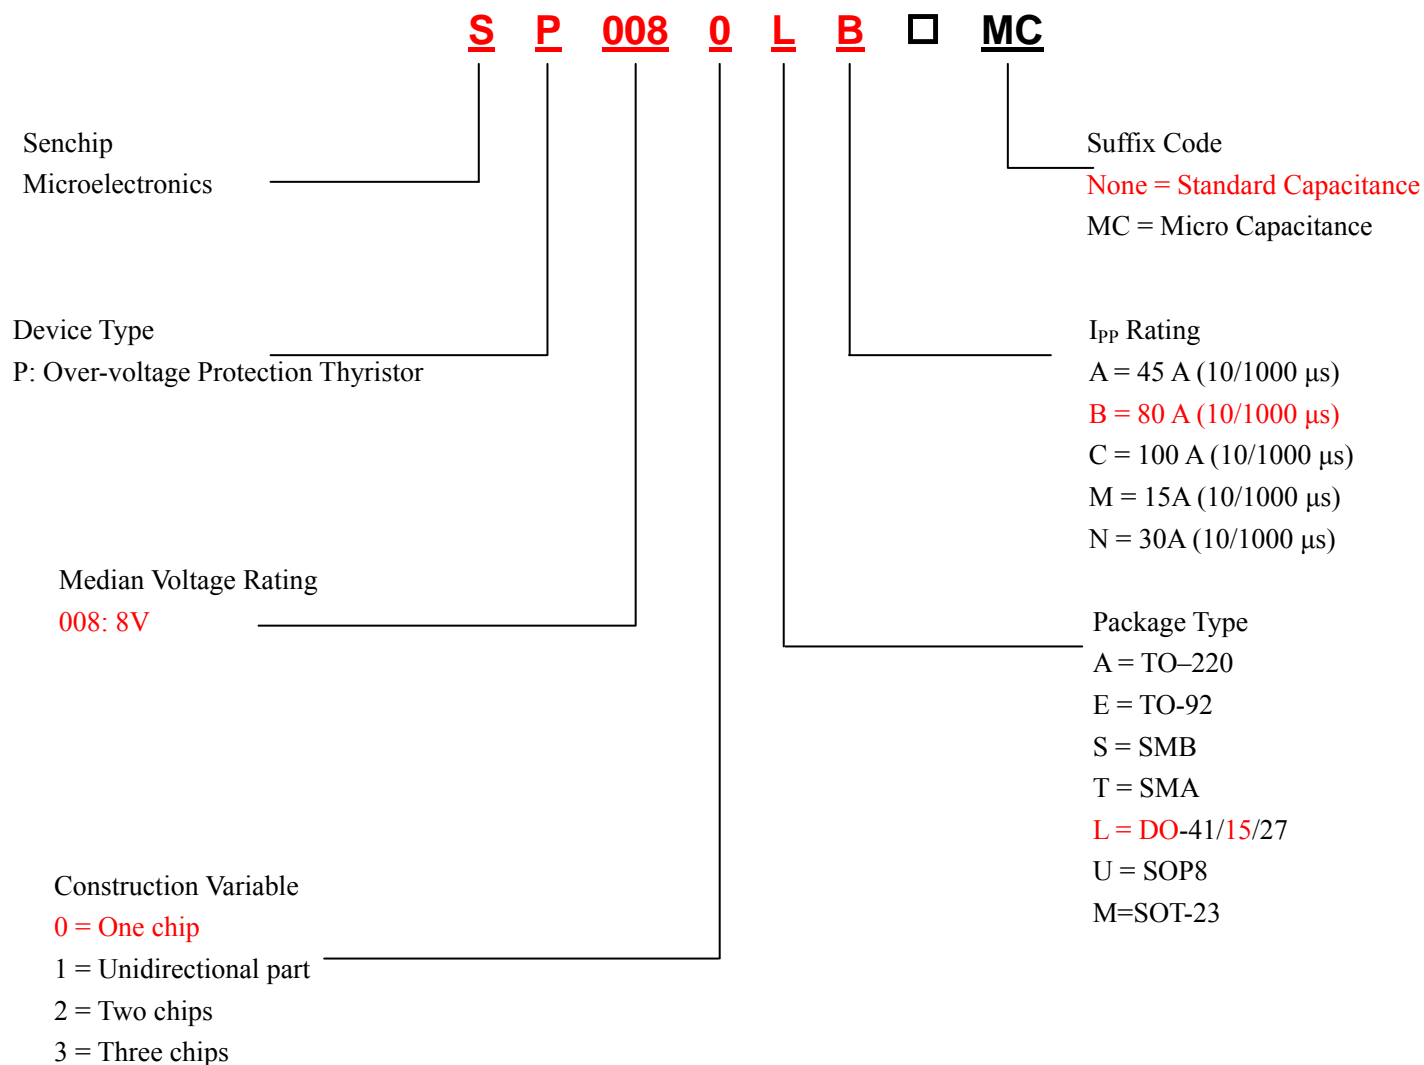 S P 008 0 L B □ MC
Senchip
Microelectronics
Device Type
P: Over-voltage Protection Thyristor
Median Voltage Rating
008: 8V
Construction Variable
0 = One chip
1 = Unidirectional part
2 = Two chips
3 = Three chips
Suffix Code
None = Standard Capacitance
MC = Micro Capacitance
IPP Rating
A = 45 A (10/1000 μs)
B = 80 A (10/1000 μs)
C = 100 A (10/1000 μs)
M = 15A (10/1000 μs)
N = 30A (10/1000 μs)
Package Type
A = TO–220
E = TO-92
S = SMB
T = SMA
L = DO-41/15/27
U = SOP8
M=SOT-23